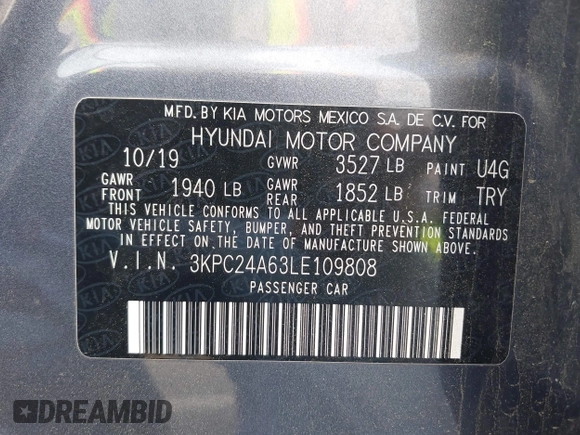 MFD. BY KIA MOTORS MEXICO S.A. DE C.V. FOR
HYUNDAI MOTOR COMPANY
10/19 GVWR 3527 LB PAINT U4G
GAWR FRONT 1940 LB GAWR REAR 1852 LB TRIM TRY
THIS VEHICLE CONFORMS TO ALL APPLICABLE U.S.A. FEDERAL
MOTOR VEHICLE SAFETY, BUMPER, AND THEFT PREVENTION STANDARDS
IN EFFECT ON THE DATE OF MANUFACTURE SHOWN ABOVE.
V.I.N. 3KPC24A63LE109808
PASSENGER CAR
DREAMBID